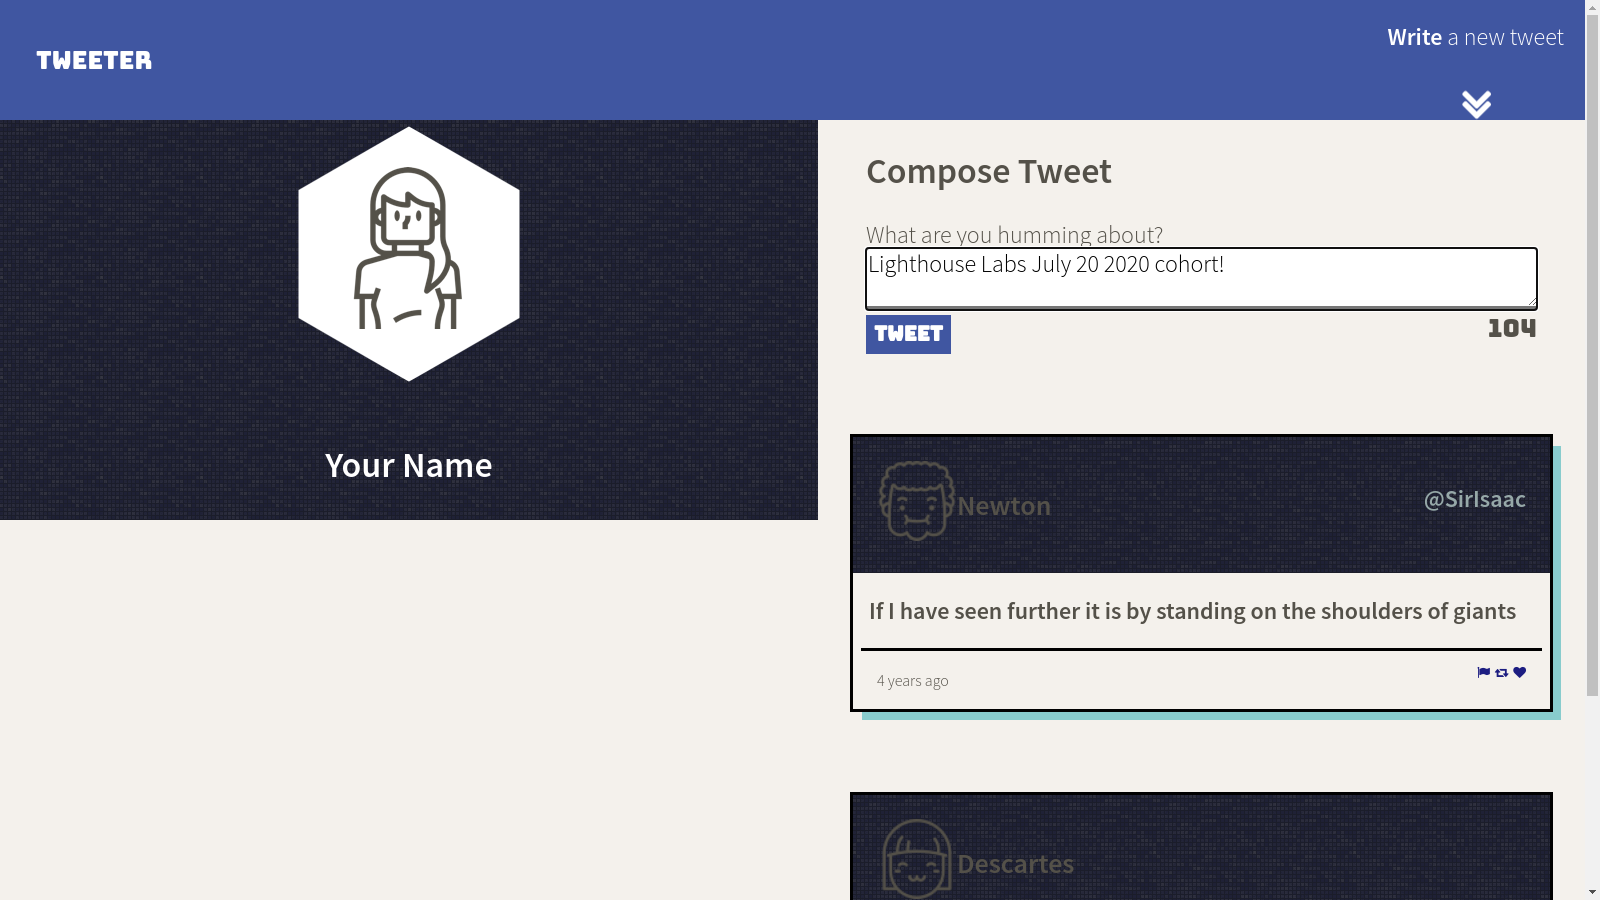 TWEETER
Write a new tweet
Your Name
Compose Tweet
What are you humming about?
Lighthouse Labs July 20 2020 cohort!
TWEET
104
Newton
@SirIsaac
If I have seen further it is by standing on the shoulders of giants
4 years ago
Descartes